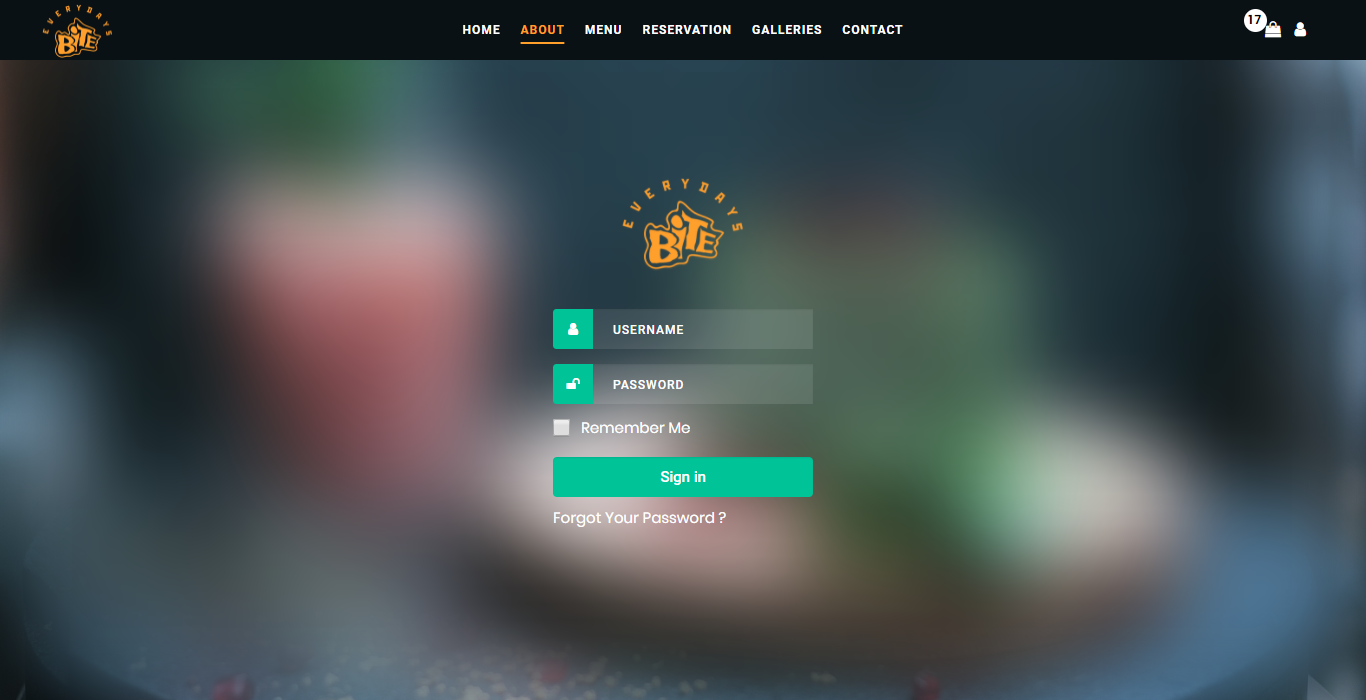 EVERYDAYS
BITE
HOME ABOUT MENU RESERVATION GALLERIES CONTACT
17
EVERYDAYS
BITE
USERNAME
PASSWORD
Remember Me
Sign in
Forgot Your Password ?